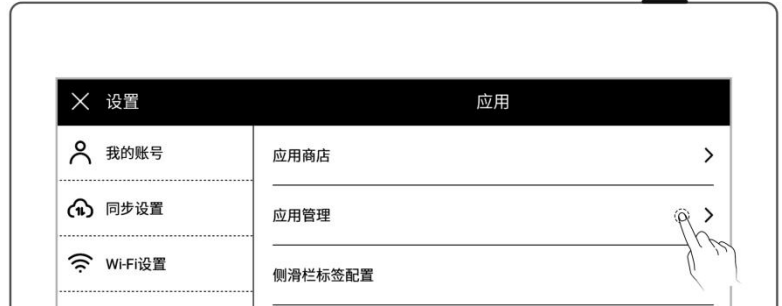 设置
应用
我的账号
应用商店
同步设置
应用管理
Wi-Fi设置
侧滑栏标签配置